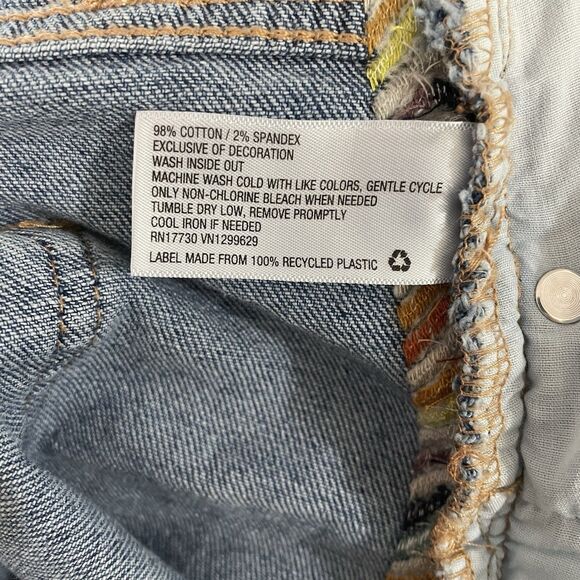 98% COTTON / 2% SPANDEX
EXCLUSIVE OF DECORATION
WASH INSIDE OUT
MACHINE WASH COLD WITH LIKE COLORS, GENTLE CYCLE
ONLY NON-CHLORINE BLEACH WHEN NEEDED
TUMBLE DRY LOW, REMOVE PROMPTLY
COOL IRON IF NEEDED
RN17730 VN1299629
LABEL MADE FROM 100% RECYCLED PLASTIC